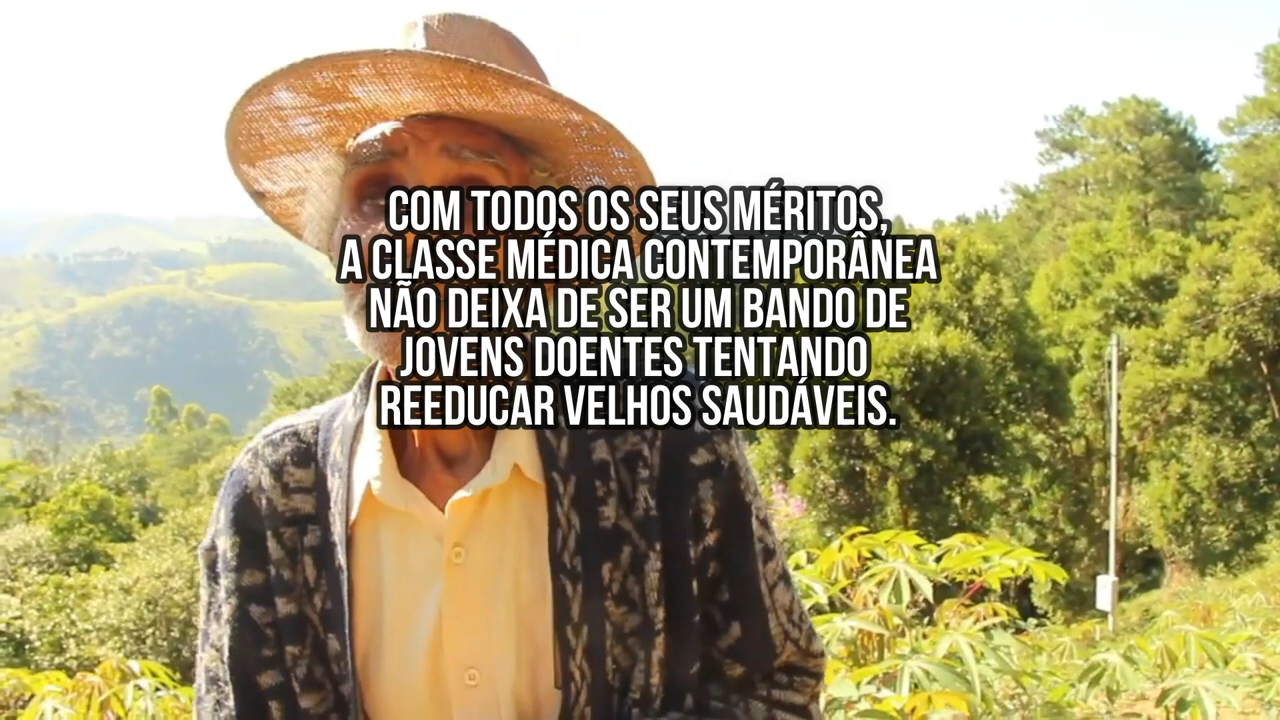 COM TODOS OS SEUS MÉRITOS,
A CLASSE MÉDICA CONTEMPORÂNEA
NÃO DEIXA DE SER UM BANDO DE
JOVENS DOENTES TENTANDO
REEDUCAR VELHOS SAUDÁVEIS.